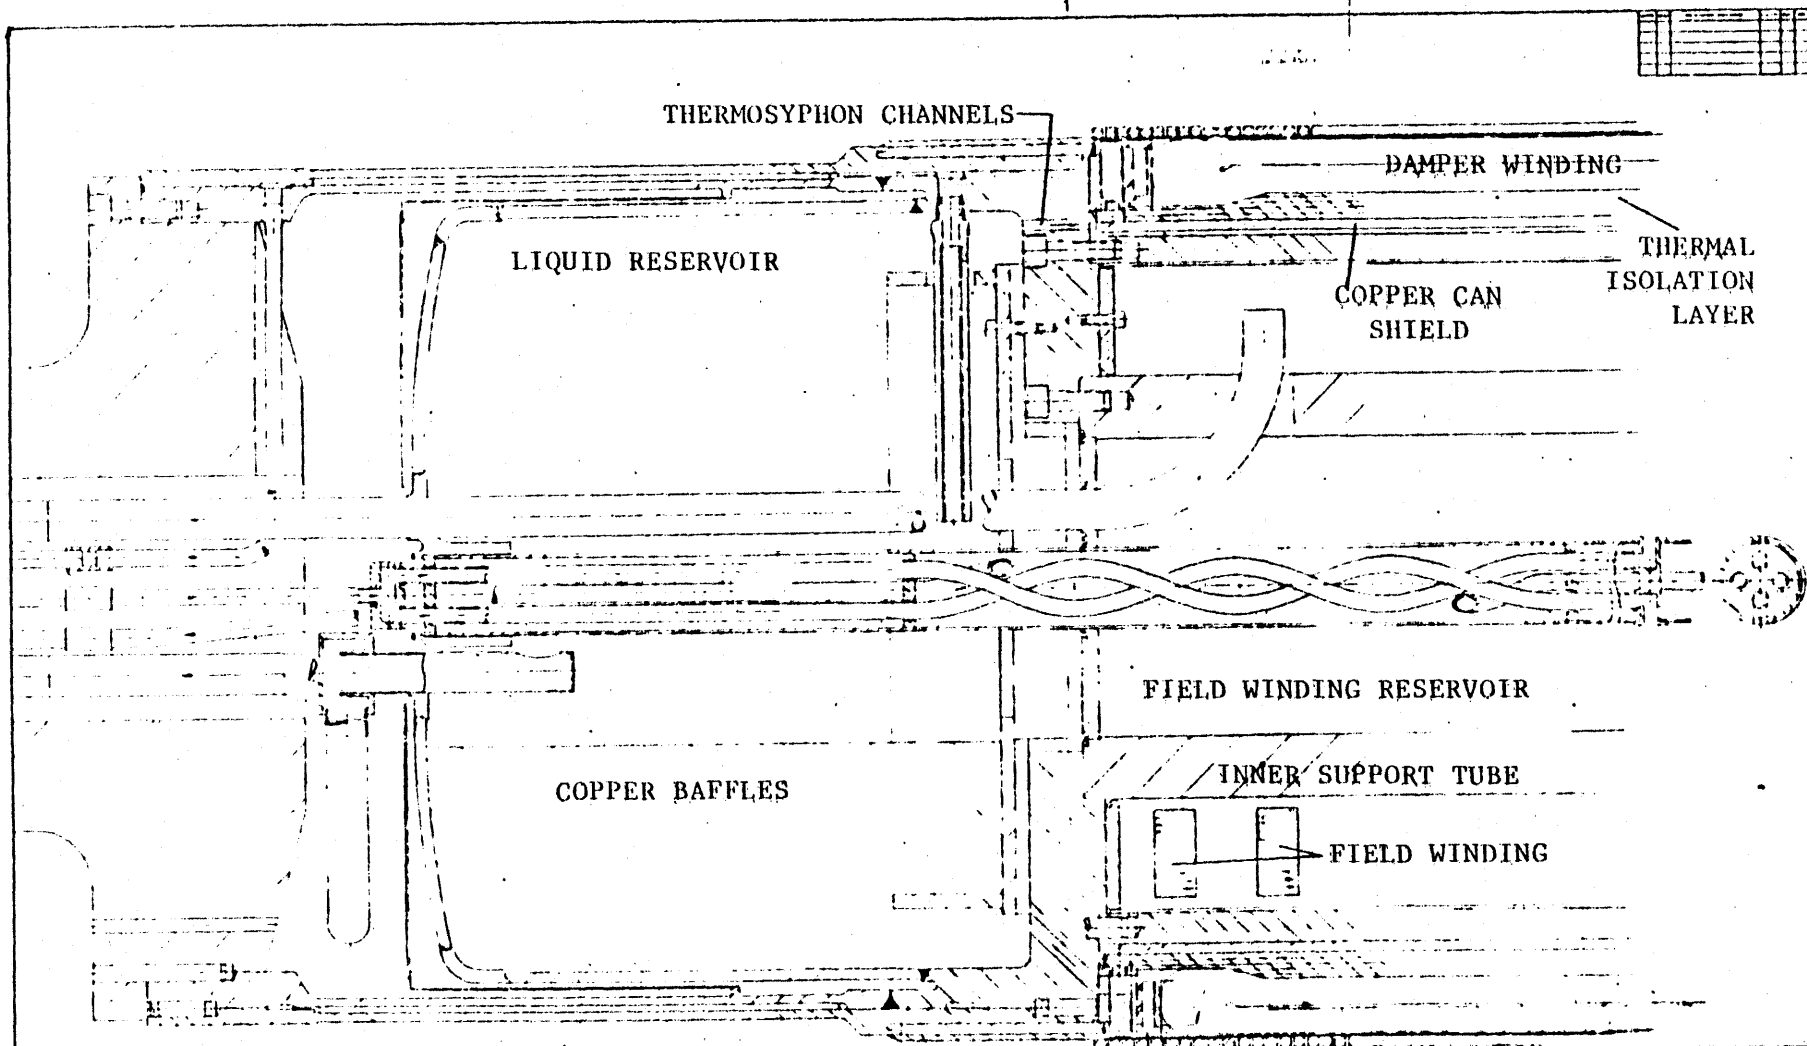 THERMOSYPHON CHANNELS
DAMPER WINDING
LIQUID RESERVOIR
THERMAL
ISOLATION
LAYER
COPPER CAN
SHIELD
FIELD WINDING RESERVOIR
INNER SUPPORT TUBE
COPPER BAFFLES
FIELD WINDING